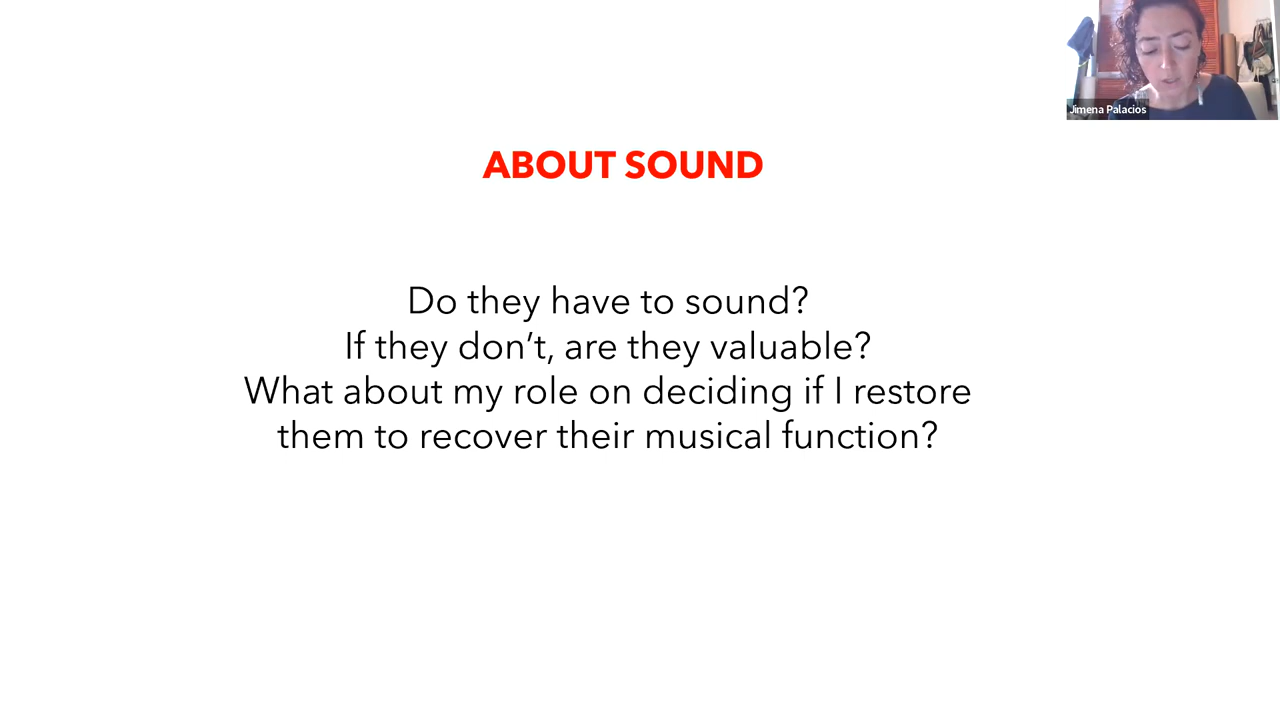 Jimena Palacios
ABOUT SOUND
Do they have to sound?
If they don’t, are they valuable?
What about my role on deciding if I restore
them to recover their musical function?